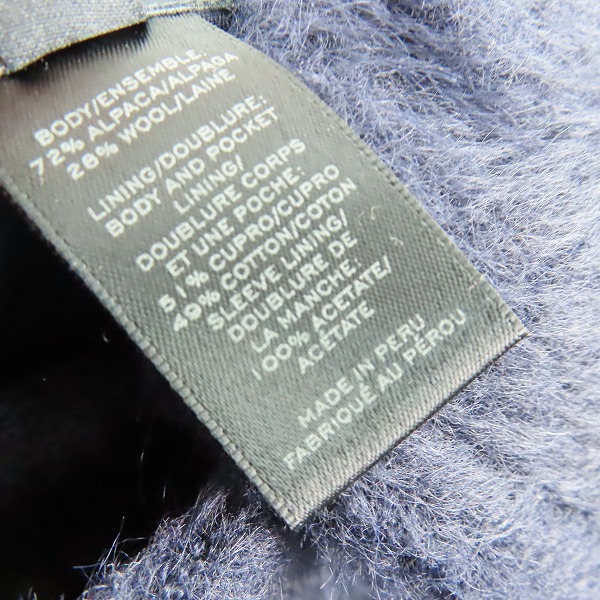 BODY/ENSEMBLE
72% ALPACA/ALPAGA
28% WOOL/LAINE
LINING/DOUBLURE:
BODY AND POCKET
LINING/
DOUBLURE CORPS
ET UNE POCHE:
51% CUPRO/CUPRO
49% COTTON/COTON
SLEEVE LINING/
DOUBLURE DE
LA MANCHE:
100% ACETATE/
ACÉTATE
MADE IN PERU
FABRIQUÉ AU PÉROU